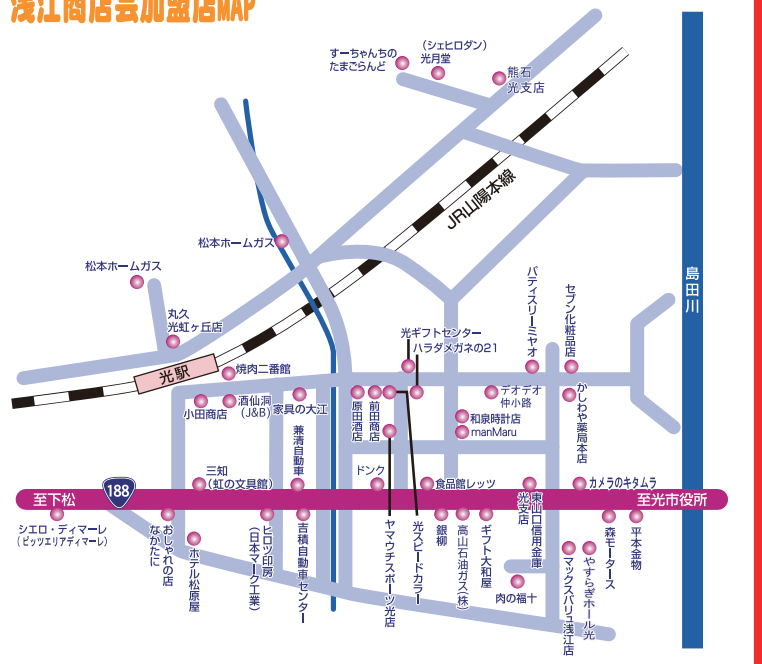 浅江商店会加盟店MAP
すーちゃんちの
たまごらんど
(シェヒロダン)
光月堂
熊石
光支店
JR山陽本線
松本ホームガス
松本ホームガス
島田川
丸久
光虹ヶ丘店
光駅
焼肉二番館
小田商店
酒仙洞
(J&B)
家具の大江
光ギフトセンター
ハラダメガネの21
パティスリーミヤオ
セブン化粧品店
原田酒店
前田商店
デオデオ
仲小路
和泉時計店
manMaru
かしわや薬局本店
兼清自動車
三知
(虹の文具館)
ドンク
食品館レッツ
東山口信用金庫
光支店
カメラのキタムラ
至下松
188
至光市役所
シエロ・ディマーレ
(ピッツエリアディマーレ)
おしゃれの店
なかたに
ホテル松原屋
ヒロツ印房
(日本マーク工業)
吉積自動車センター
ヤマウチスポーツ光店
光スピードカラー
銀柳
高山石油ガス(株)
ギフト大和屋
肉の福十
マックスバリュ浅江店
やすらぎホール光
森モータース
平本金物